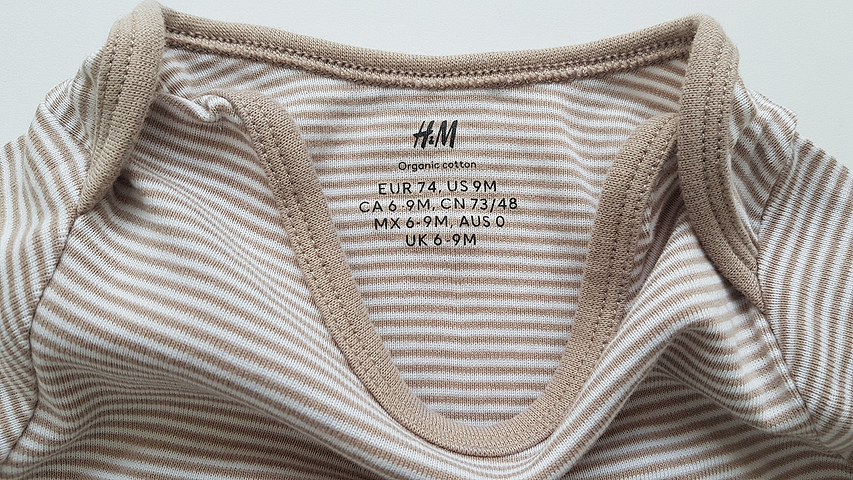 H&M
Organic cotton
EUR 74, US 9M
CA 6-9M, CN 73/48
MX 6-9M, AUS 0
UK 6-9M